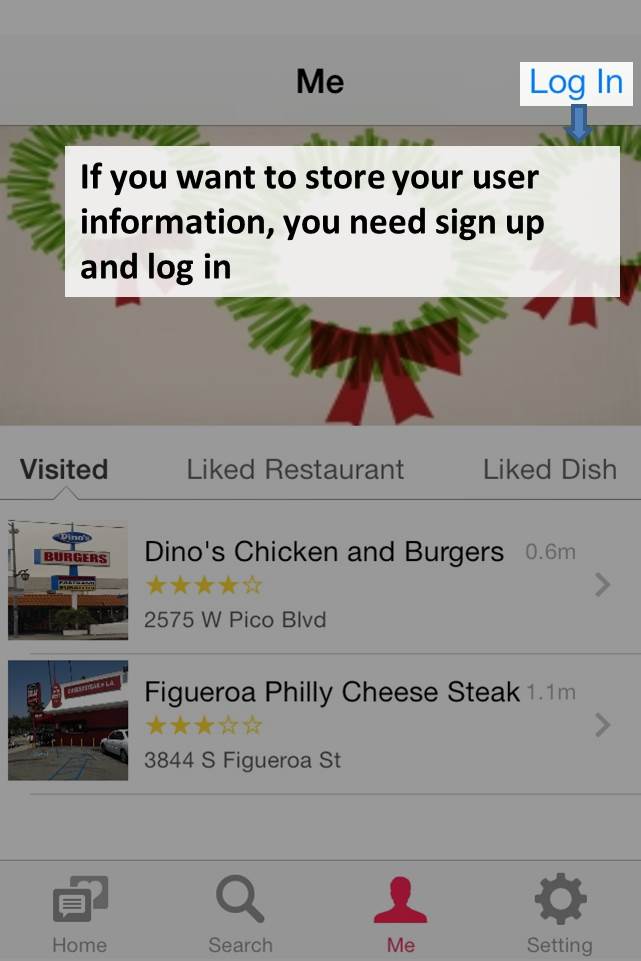 Me
Log In
If you want to store your user
information, you need sign up
and log in
Visited Liked Restaurant Liked Dish
Dino's
BURGERS
Dino's Chicken and Burgers 0.6m
2575 W Pico Blvd
Figueroa Philly Cheese Steak 1.1m
3844 S Figueroa St
Home Search Me Setting